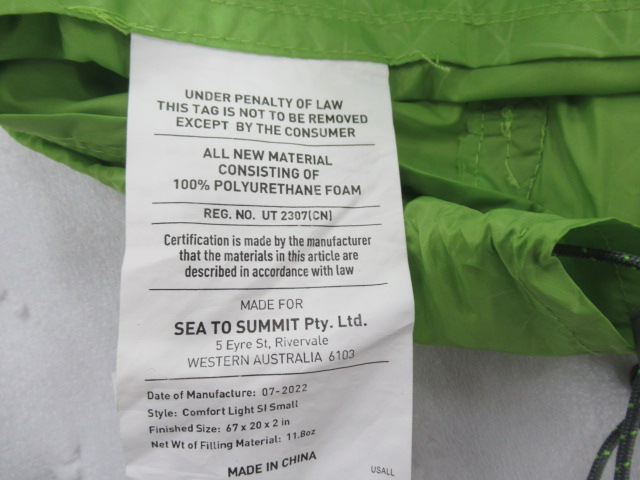 UNDER PENALTY OF LAW
THIS TAG IS NOT TO BE REMOVED
EXCEPT BY THE CONSUMER
ALL NEW MATERIAL
CONSISTING OF
100% POLYURETHANE FOAM
REG. NO. UT 2307(CN)
Certification is made by the manufacturer
that the materials in this article are
described in accordance with law
MADE FOR
SEA TO SUMMIT Pty. Ltd.
5 Eyre St, Rivervale
WESTERN AUSTRALIA 6103
Date of Manufacture: 07-2022
Style: Comfort Light SI Small
Finished Size: 67 x 20 x 2 in
Net Wt of Filling Material: 11.8oz
MADE IN CHINA
USALL